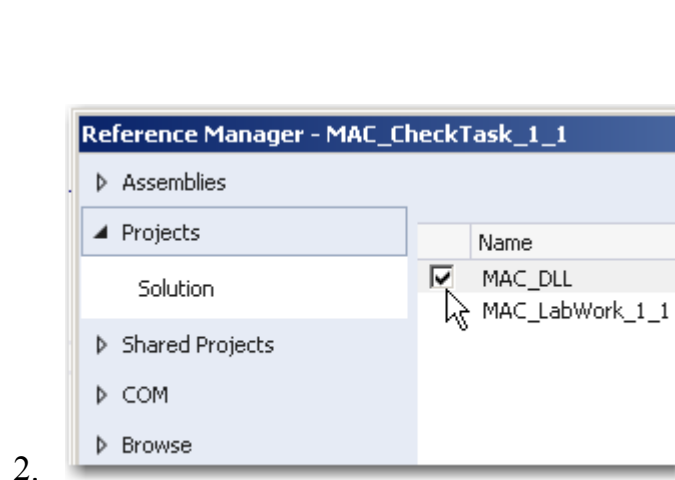 Reference Manager - MAC_CheckTask_1_1
Assemblies
Projects
Name
Solution
MAC_DLL
MAC_LabWork_1_1
Shared Projects
COM
Browse
2.